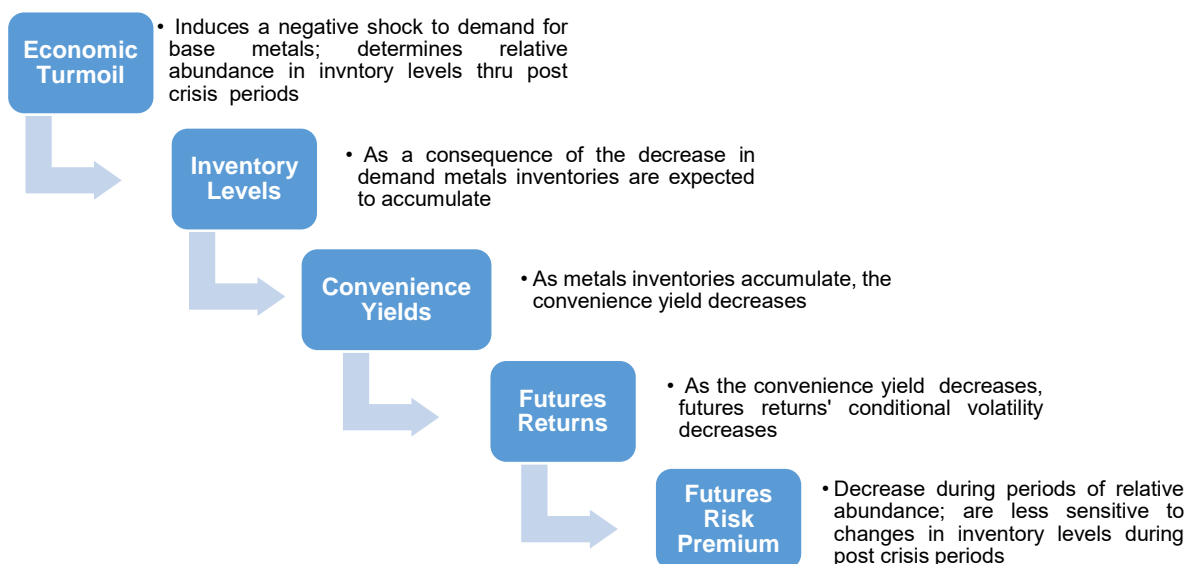 Economic
Turmoil
• Induces a negative shock to demand for
base metals; determines relative
abundance in invntory levels thru post
crisis periods
Inventory
Levels
• As a consequence of the decrease in
demand metals inventories are expected
to accumulate
Convenience
Yields
• As metals inventories accumulate, the
convenience yield decreases
Futures
Returns
• As the convenience yield decreases,
futures returns' conditional volatility
decreases
Futures
Risk
Premium
• Decrease during periods of relative
abundance; are less sensitive to
changes in inventory levels during
post crisis periods